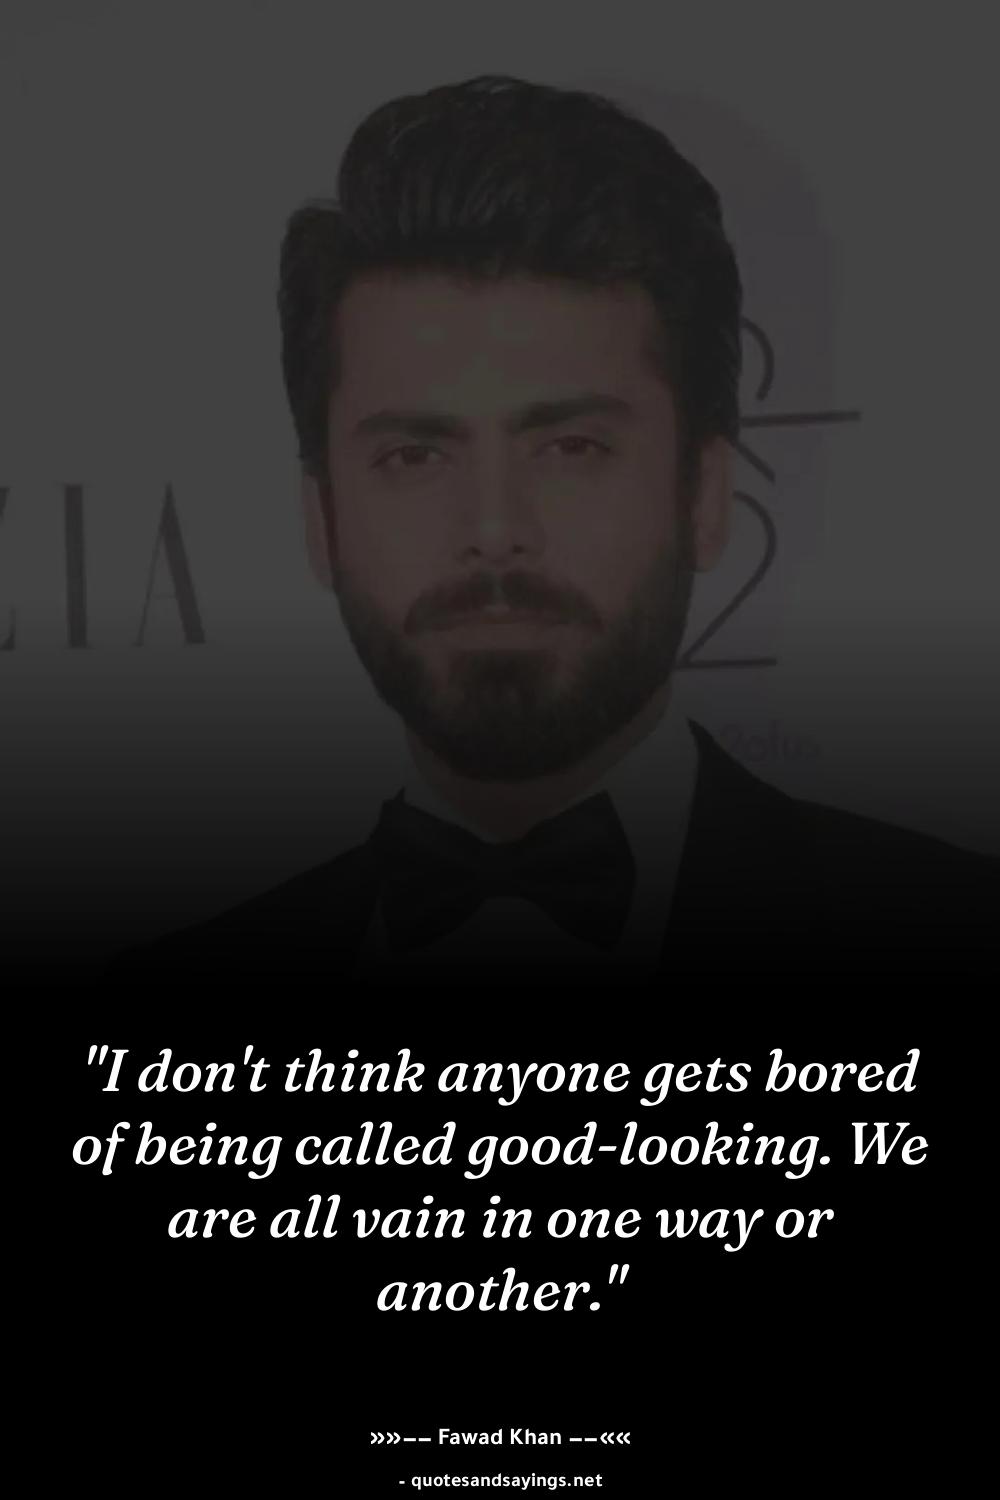 ZIA
"I don't think anyone gets bored
of being called good-looking. We
are all vain in one way or
another."
»»−− Fawad Khan −−««
- quotesandsayings.net